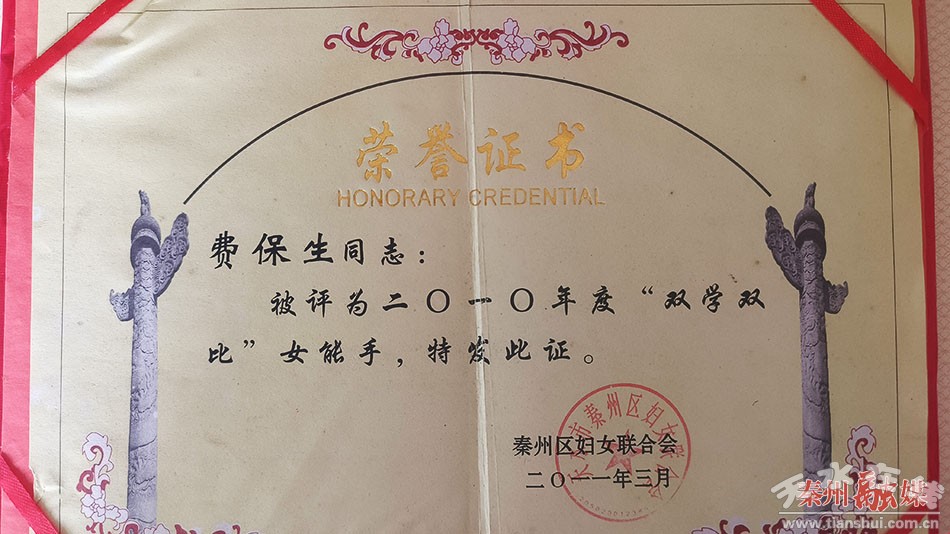 荣誉证书
HONORARY CREDENTIAL
费保生同志：
被评为二〇一〇年度“双学双
比”女能手，特发此证。
秦州区妇女联合会
二〇一一年三月
秦州融媒
www.tianshui.com.cn